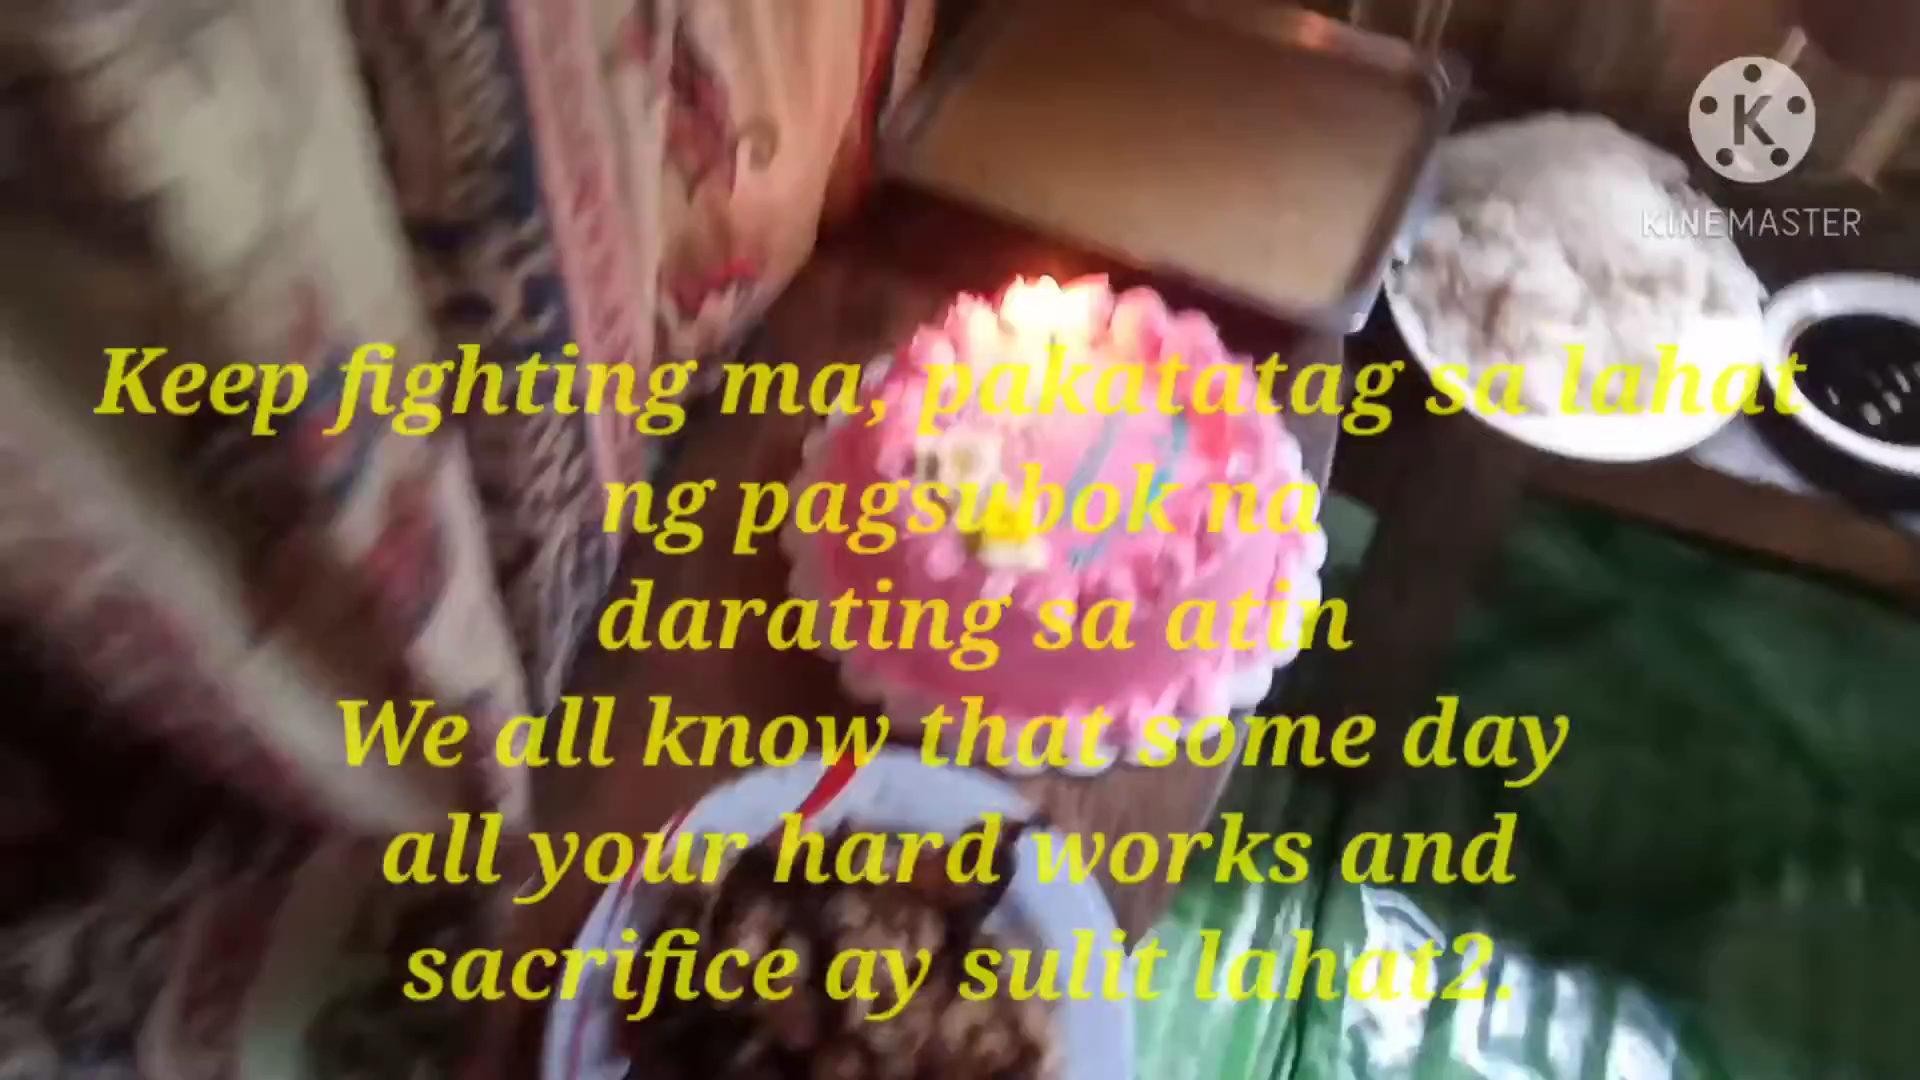 KINEMASTER
Keep fighting ma, pakatatag sa lahat
ng pagsubok na
darating sa atin
We all know that some day
all your hard works and
sacrifice ay sulit lahat2.